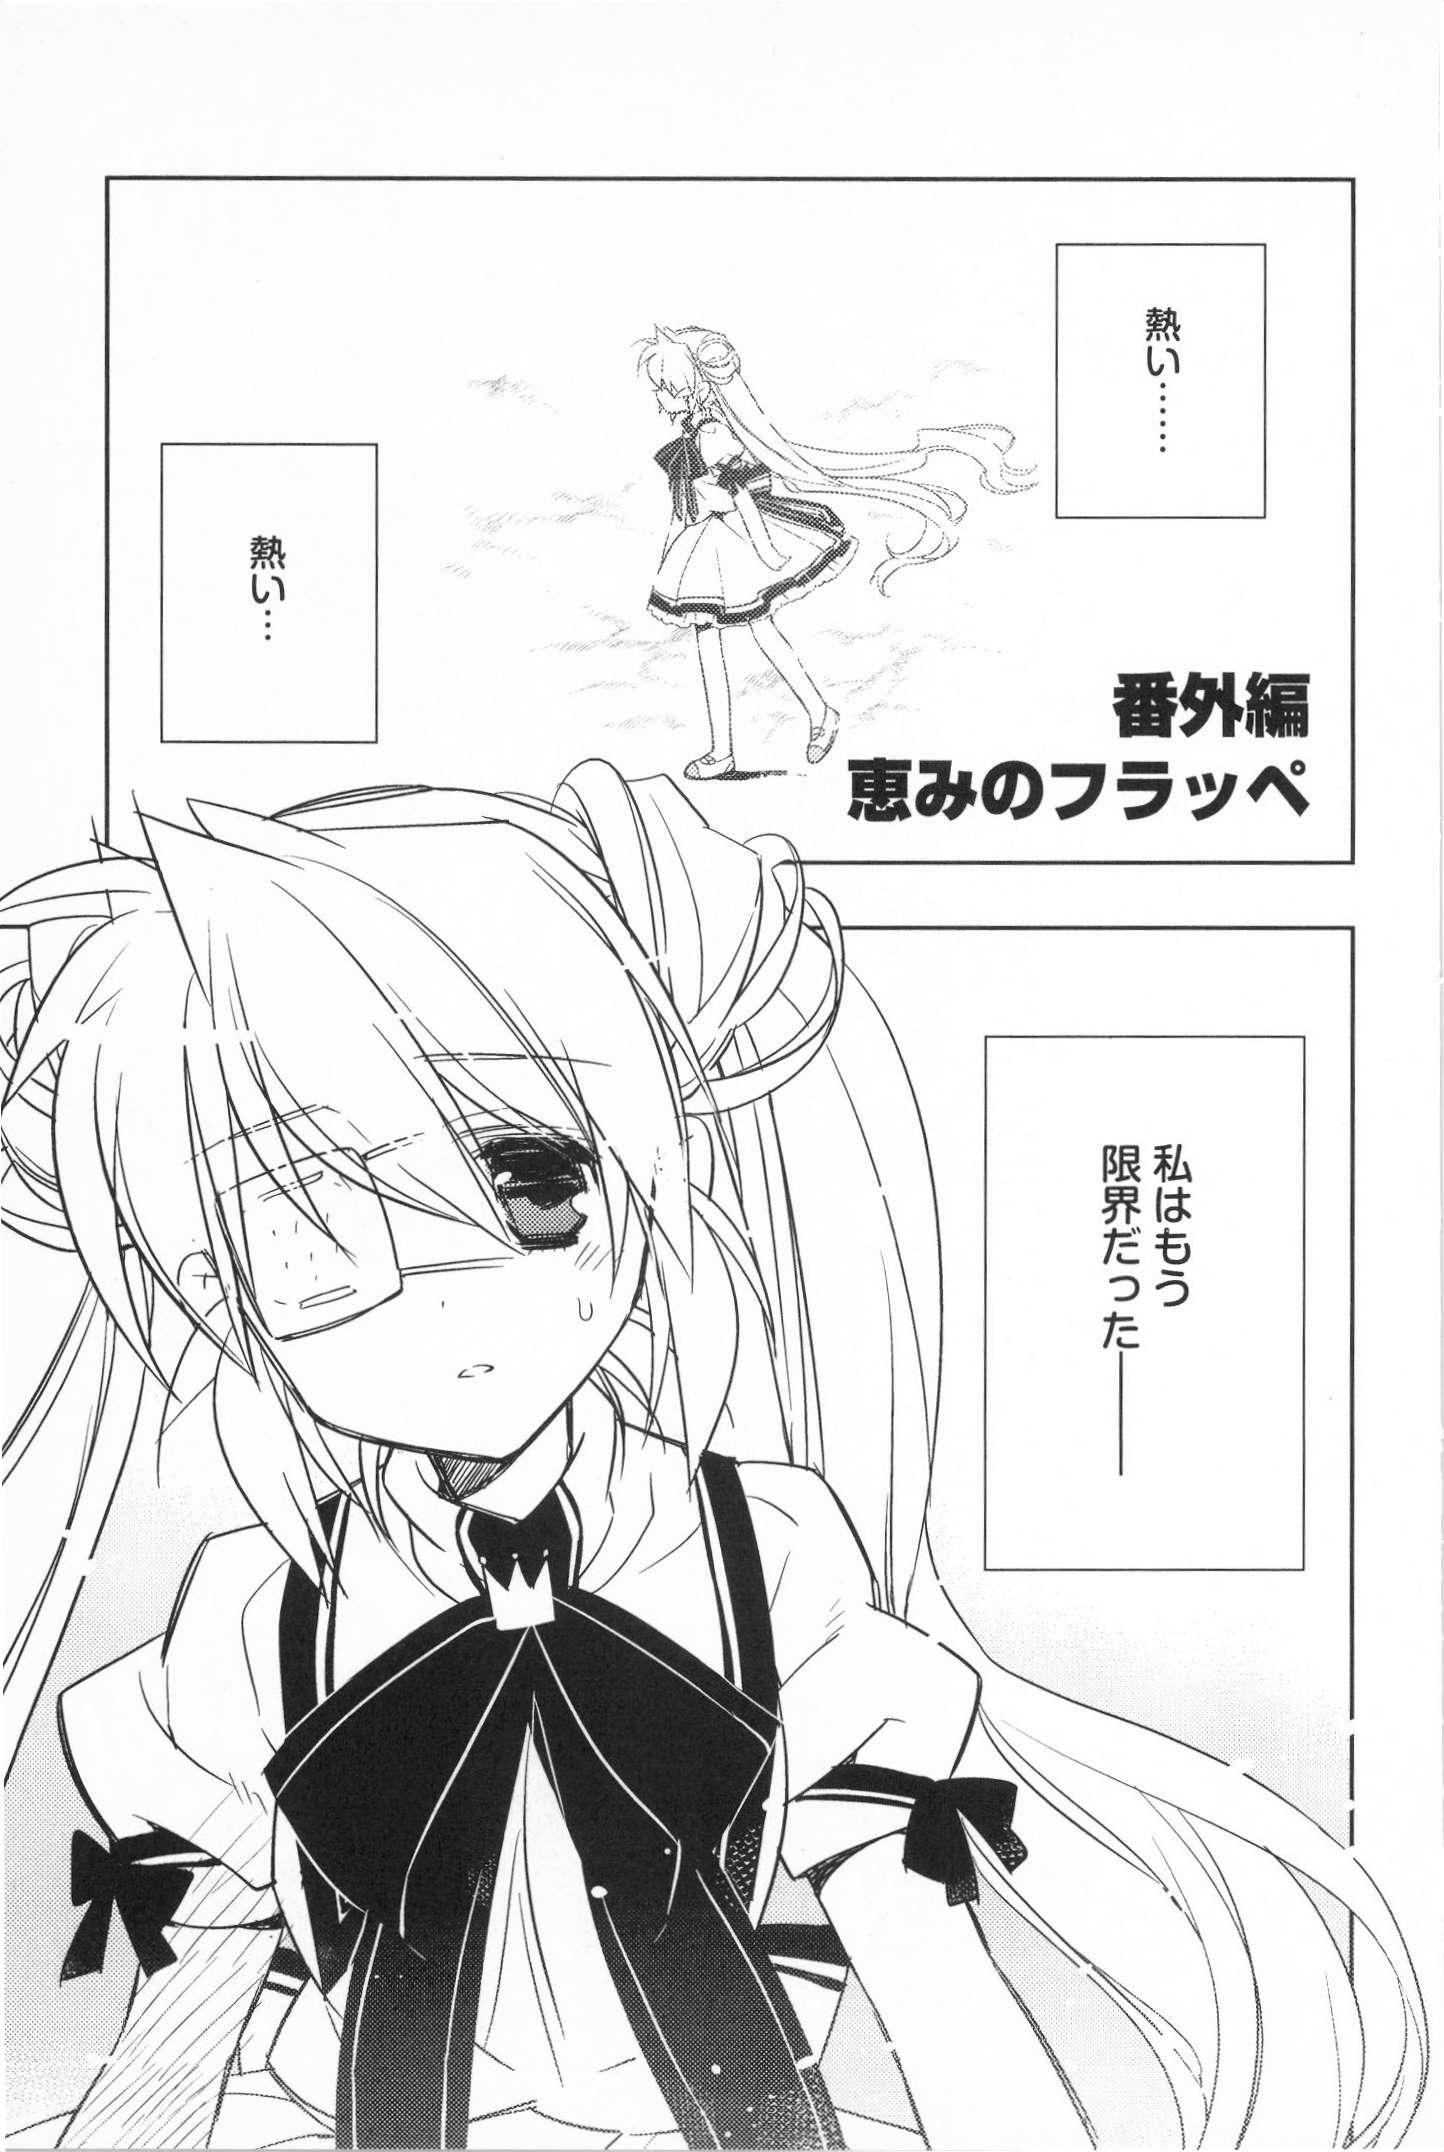 熱い……
熱い…
番外編
恵みのフラッペ
私はもう
限界だった――